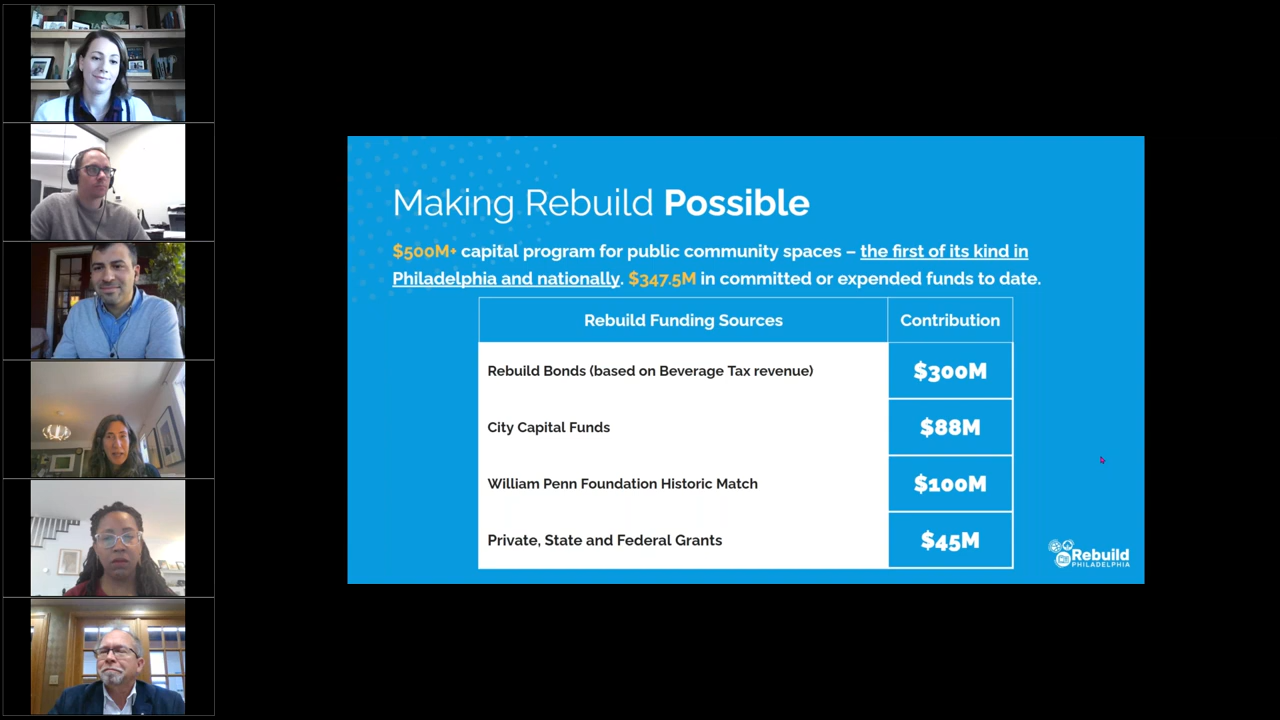 Making Rebuild Possible
$500M+ capital program for public community spaces – the first of its kind in
Philadelphia and nationally. $347.5M in committed or expended funds to date.
Rebuild Funding Sources Contribution
Rebuild Bonds (based on Beverage Tax revenue) $300M
City Capital Funds $88M
William Penn Foundation Historic Match $100M
Private, State and Federal Grants $45M
Rebuild
PHILADELPHIA